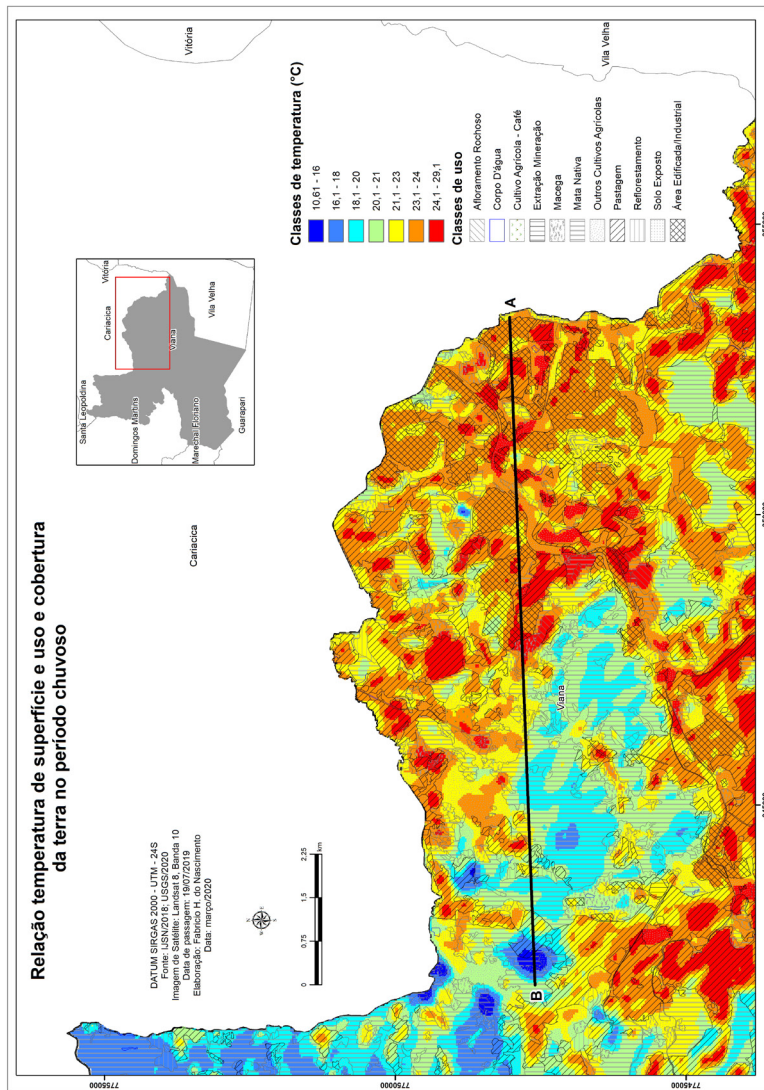 Relação temperatura de superfície e uso e cobertura
da terra no período chuvoso
DATUM SIRGAS 2000 - UTM - 24S
Fonte: IJSN/2018; USGS/2020
Imagem de Satélite: Landsat 8, Banda 10
Data de passagem: 19/07/2019
Elaboração: Fabricio H. do Nascimento
Data: março/2020
0 0,75 1,5 2,25
km
Cariacica
Santa Leopoldina
Cariacica
Vitória
Domingos Martins
Viana
Vila Velha
Marechal Floriano
Guarapari
Vitória
Vila Velha
Classes de temperatura (°C)
10,61 - 16
16,1 - 18
18,1 - 20
20,1 - 21
21,1 - 23
23,1 - 24
24,1 - 29,1
Classes de uso
Afloramento Rochoso
Corpo D'água
Cultivo Agrícola - Café
Extração Mineração
Macega
Mata Nativa
Outros Cultivos Agrícolas
Pastagem
Reflorestamento
Solo Exposto
Área Edificada/Industrial
B
Viana
A
7755000
7750000
7745000